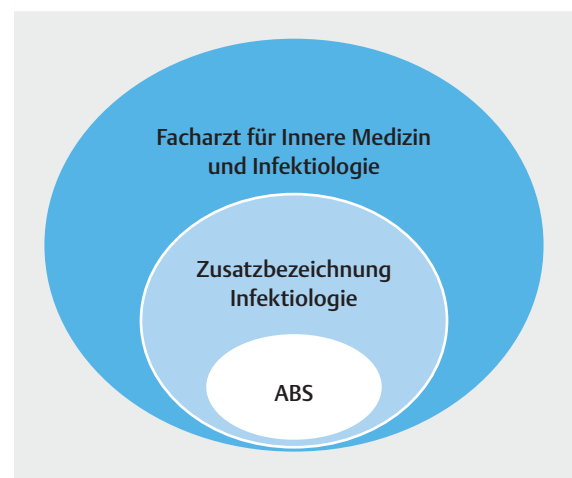 Facharzt für Innere Medizin
und Infektiologie
Zusatzbezeichnung
Infektiologie
ABS